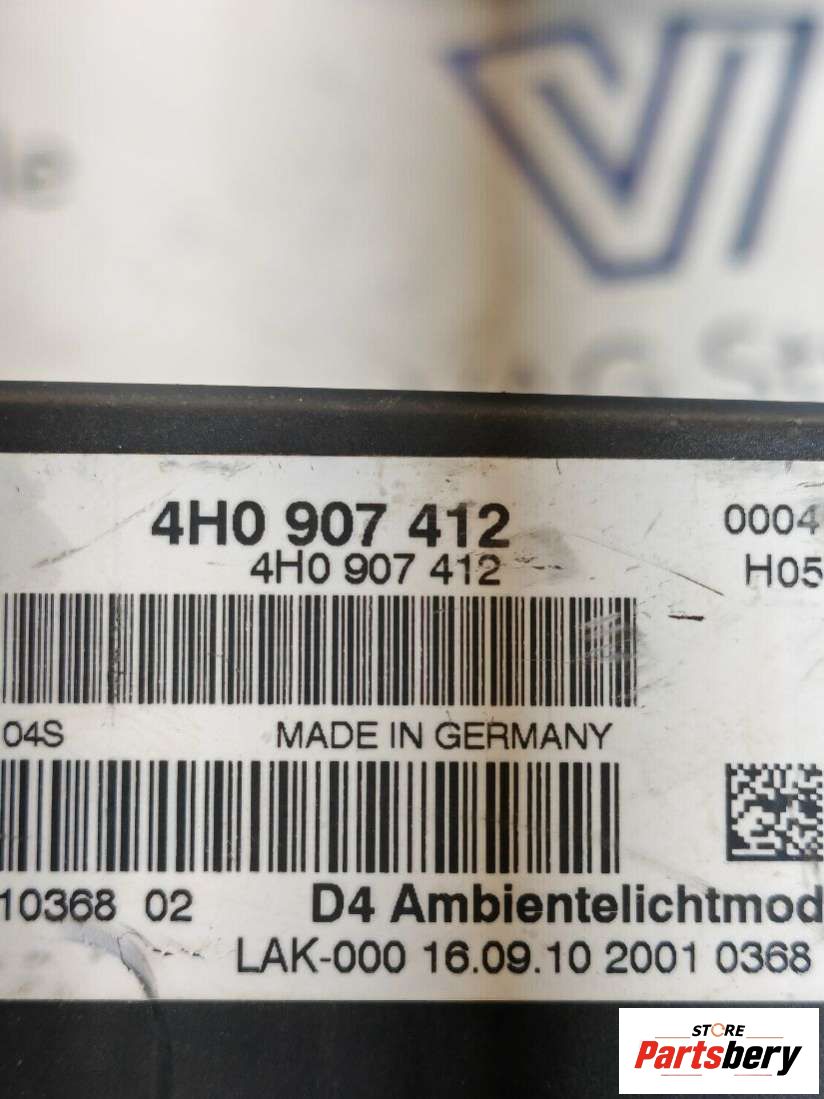 4H0 907 412 0004
4H0 907 412 H05
04S MADE IN GERMANY
10368 02 D4 Ambientelichtmod
LAK-000 16.09.10 2001 0368
STORE
Partsbery